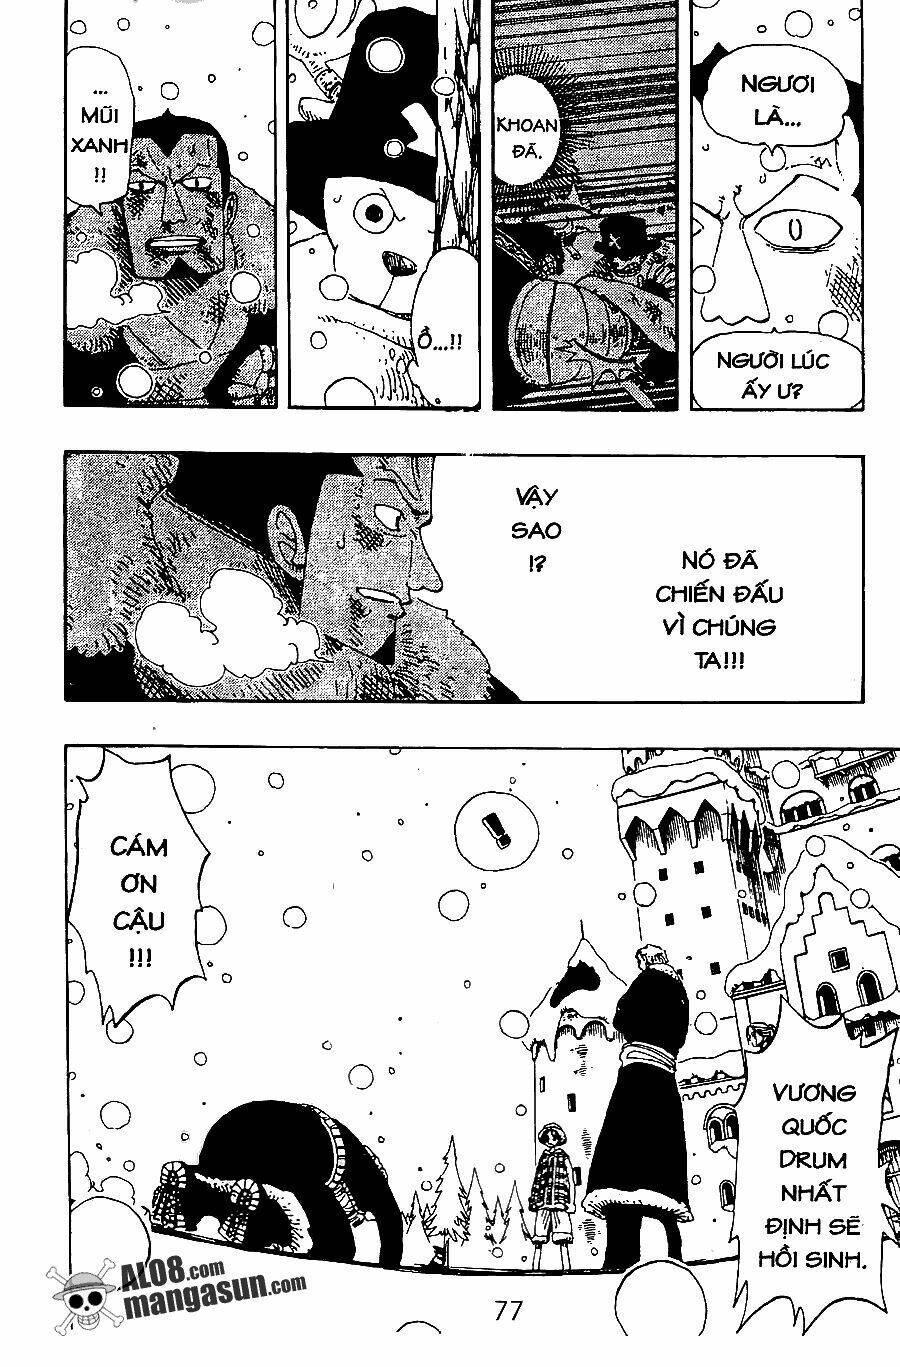 NGƯƠI
LÀ...
NGƯỜI LÚC
ẤY Ư?
KHOAN
ĐÃ.
Ồ...!!
...
MŨI
XANH
!!
NÓ ĐÃ
CHIẾN ĐẤU
VÌ CHÚNG
TA!!!
VẬY
SAO
!?
!
VƯƠNG
QUỐC
DRUM
NHẤT
ĐỊNH SẼ
HỒI SINH.
CÁM
ƠN
CẬU
!!!
AL08.com
mangasun.com
77